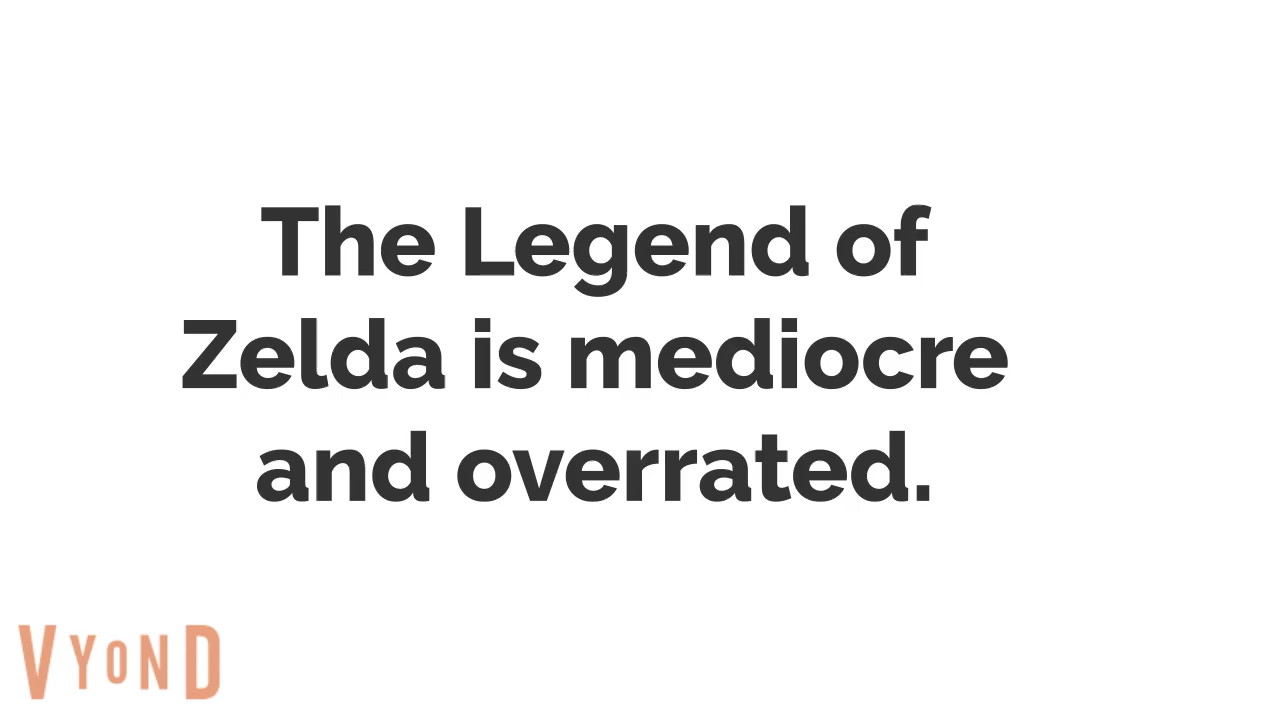 The Legend of
Zelda is mediocre
and overrated.
VYOND